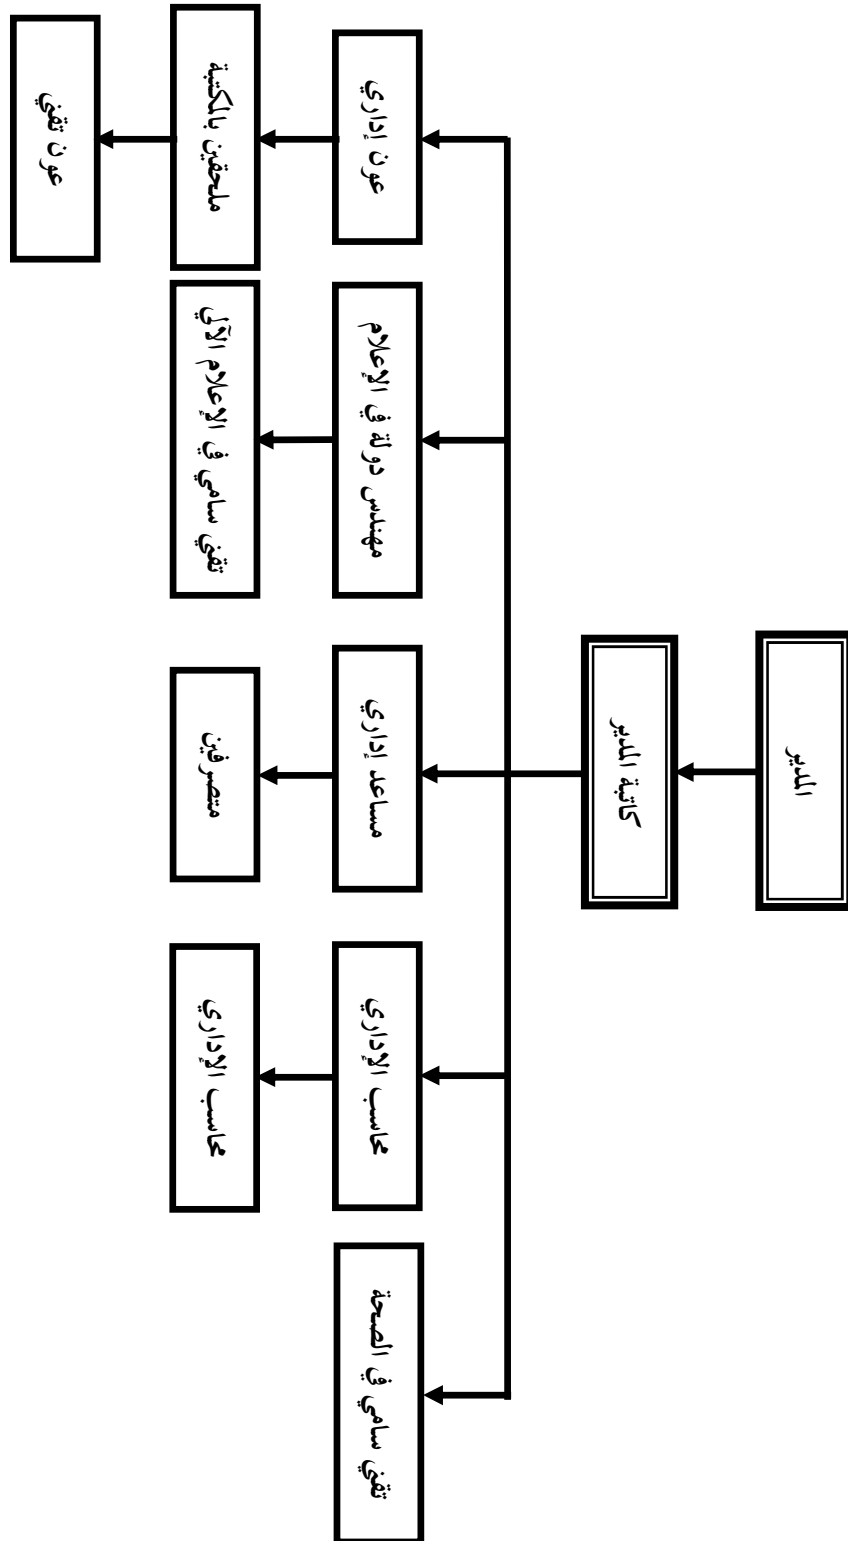 المدير
كاتبة المدير
تقني سامي في الصحة
محاسب الإداري
مساعد إداري
مهندس دولة في الإعلام
عون إداري
محاسب الإداري
متصرفين
تقني سامي في الإعلام الآلي
ملحقين بالمكتبة
عون تقني